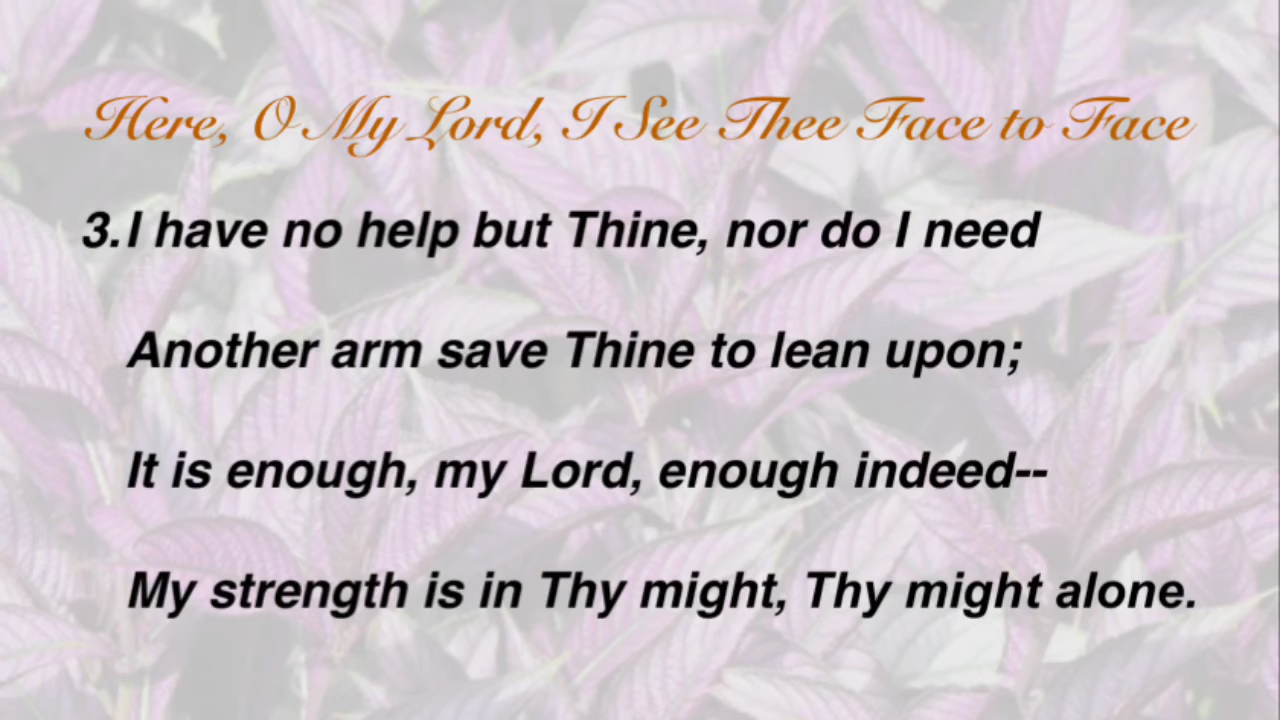 Here, O My Lord, I See Thee Face to Face
3. I have no help but Thine, nor do I need
Another arm save Thine to lean upon;
It is enough, my Lord, enough indeed--
My strength is in Thy might, Thy might alone.